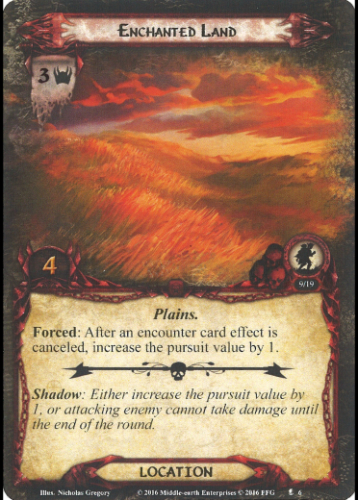 ENCHANTED LAND
3
4
9/19
Plains.
Forced: After an encounter card effect is
canceled, increase the pursuit value by 1.
Shadow: Either increase the pursuit value by
1, or attacking enemy cannot take damage until
the end of the round.
LOCATION
Illus. Nicholas Gregory © 2016 Middle-earth Enterprises © 2016 FFG 6